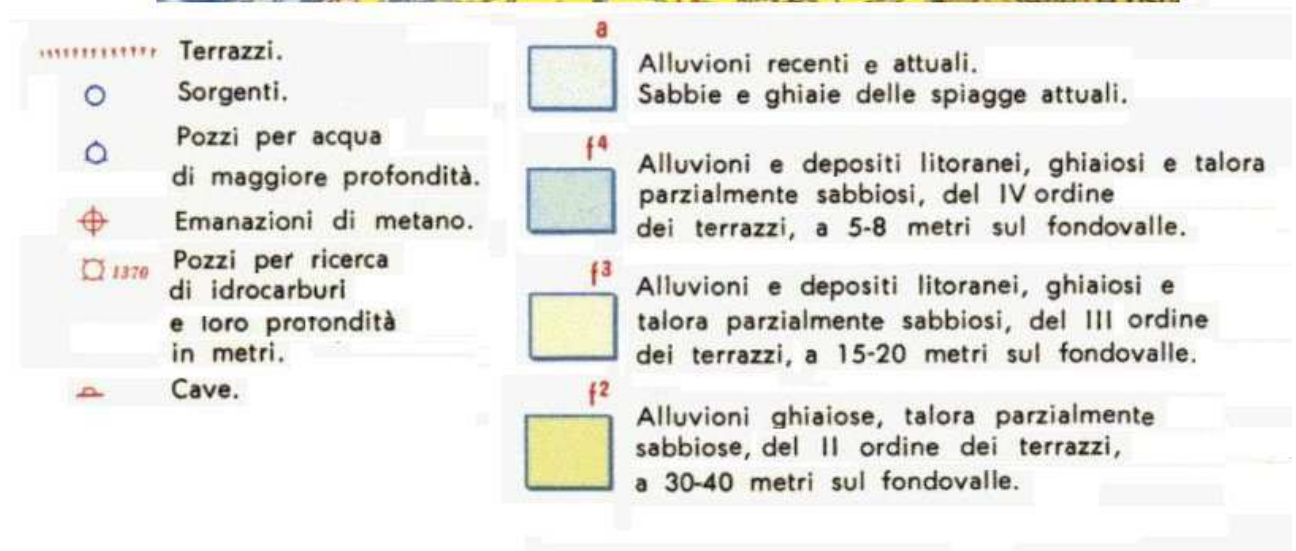 Terrazzi.
Sorgenti.
Pozzi per acqua
di maggiore profondità.
Emanazioni di metano.
1370
Pozzi per ricerca
di idrocarburi
e loro profondità
in metri.
Cave.
a
Alluvioni recenti e attuali.
Sabbie e ghiaie delle spiagge attuali.
f4
Alluvioni e depositi litoranei, ghiaiosi e talora
parzialmente sabbiosi, del IV ordine
dei terrazzi, a 5-8 metri sul fondovalle.
f3
Alluvioni e depositi litoranei, ghiaiosi e
talora parzialmente sabbiosi, del III ordine
dei terrazzi, a 15-20 metri sul fondovalle.
f2
Alluvioni ghiaiose, talora parzialmente
sabbiose, del II ordine dei terrazzi,
a 30-40 metri sul fondovalle.